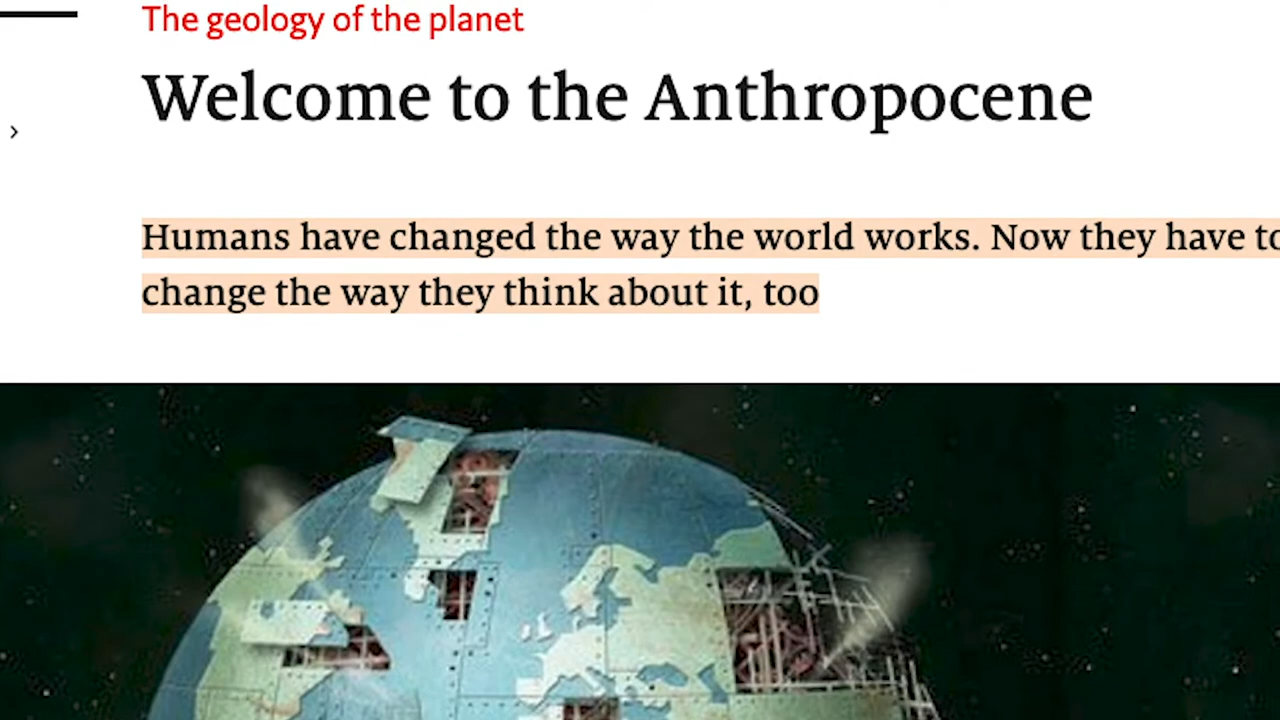 The geology of the planet
Welcome to the Anthropocene
Humans have changed the way the world works. Now they have to
change the way they think about it, too